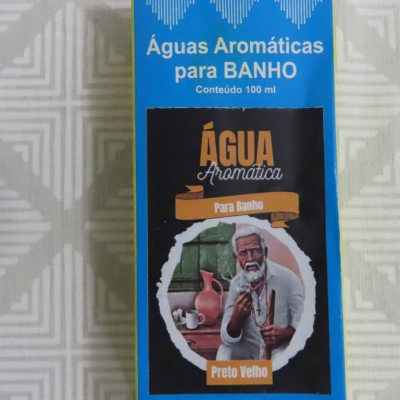 Águas Aromáticas
para BANHO
Conteúdo 100 ml
ÁGUA
Aromática
Para Banho
Preto Velho